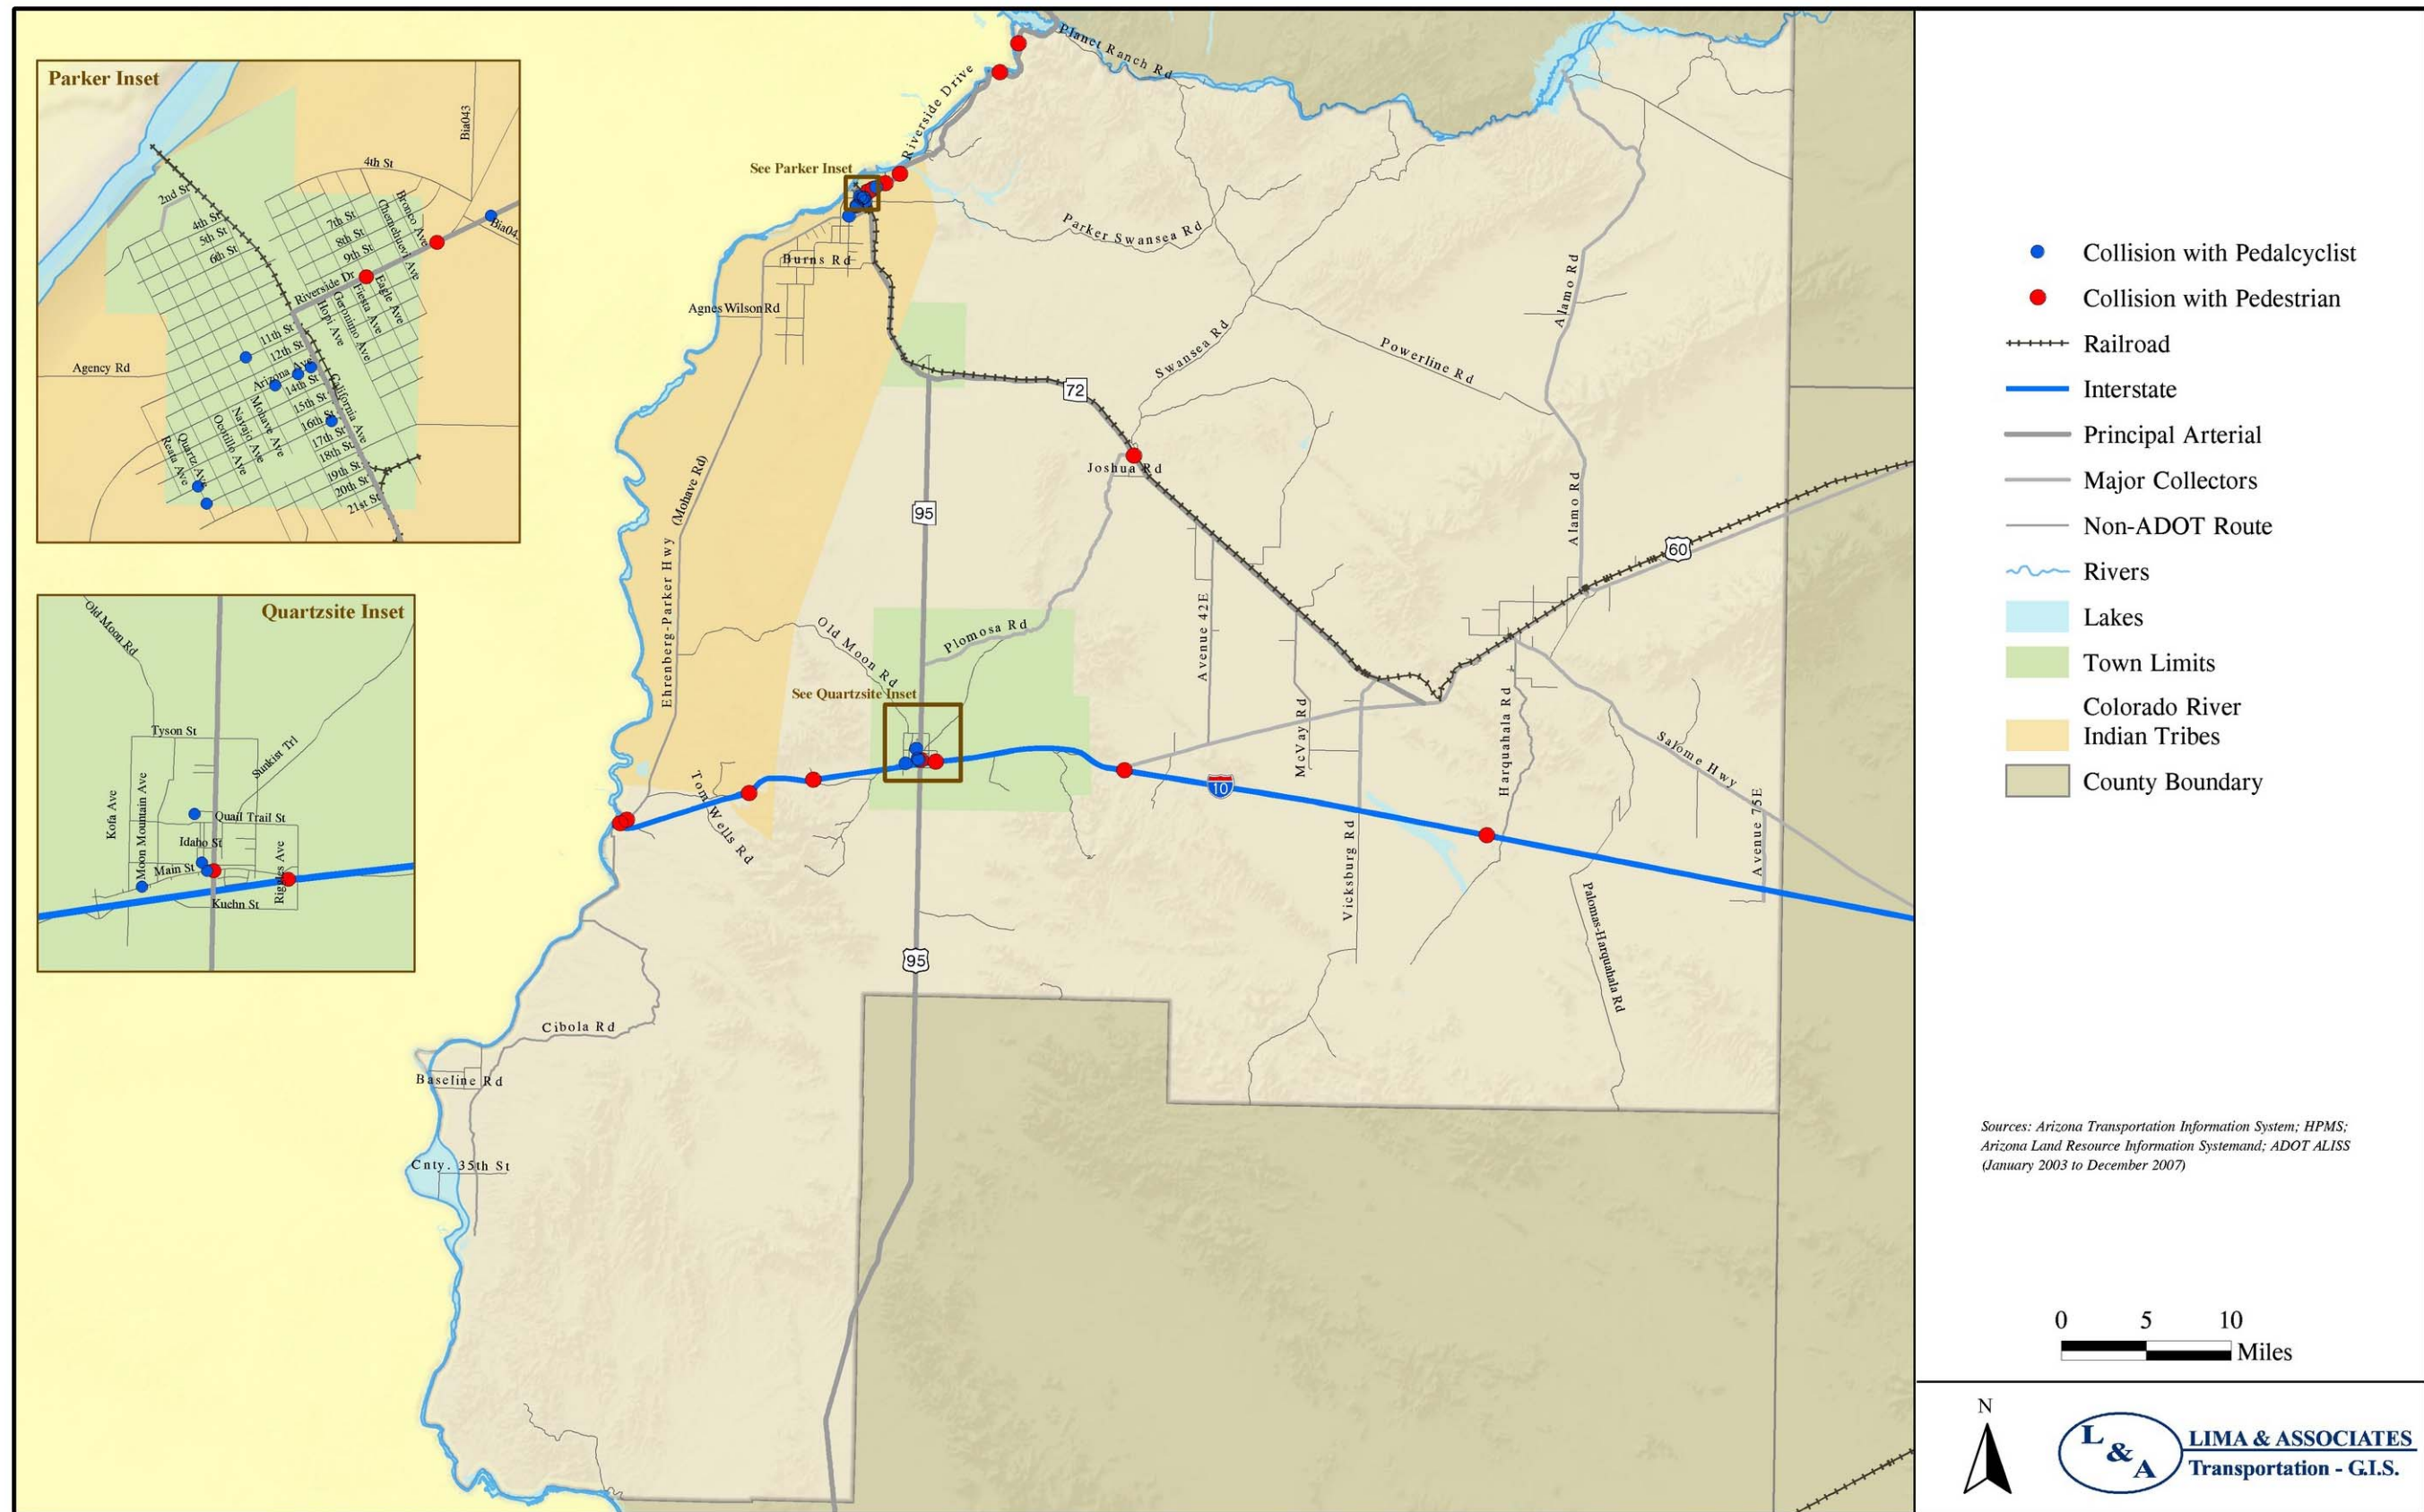 Parker Inset
Bia043
4th St
2nd St
Bronco Ave
Chemehuevi Ave
4th St
5th St
6th St
7th St
8th St
9th St
Bia04
Riverside Dr
Eagle Ave
Fiesta Ave
Geronimo Ave
Hopi Ave
11th St
12th St
Agency Rd
Arizona Ave
14th St
California Ave
15th St
16th St
17th St
18th St
19th St
20th St
21st St
Mohave Ave
Navajo Ave
Ocotillo Ave
Quartz Ave
Reata Ave
Quartzsite Inset
Old Moon Rd
Tyson St
Sunkist Trl
Kofa Ave
Moon Mountain Ave
Quail Trail St
Idaho St
Main St
Riggles Ave
Kuehn St
Planet Ranch Rd
Riverside Drive
See Parker Inset
Parker Swansea Rd
Burns Rd
Agnes Wilson Rd
Alamo Rd
Swansea Rd
Powerline Rd
72
Joshua Rd
(Mohave Rd)
Ehrenberg-Parker Hwy
95
Alamo Rd
60
Avenue 42E
Old Moon Rd
Plomosa Rd
See Quartzsite Inset
McVay Rd
Harquahala Rd
Salome Hwy
Tom Wells Rd
10
Vicksburg Rd
Avenue 75E
Palomas-Harquahala Rd
95
Cibola Rd
Baseline Rd
Cnty. 35th St
Collision with Pedalcyclist
Collision with Pedestrian
Railroad
Interstate
Principal Arterial
Major Collectors
Non-ADOT Route
Rivers
Lakes
Town Limits
Colorado River
Indian Tribes
County Boundary
Sources: Arizona Transportation Information System; HPMS;
Arizona Land Resource Information Systemand; ADOT ALISS
(January 2003 to December 2007)
0 5 10
Miles
N
L & A
LIMA & ASSOCIATES
Transportation - G.I.S.